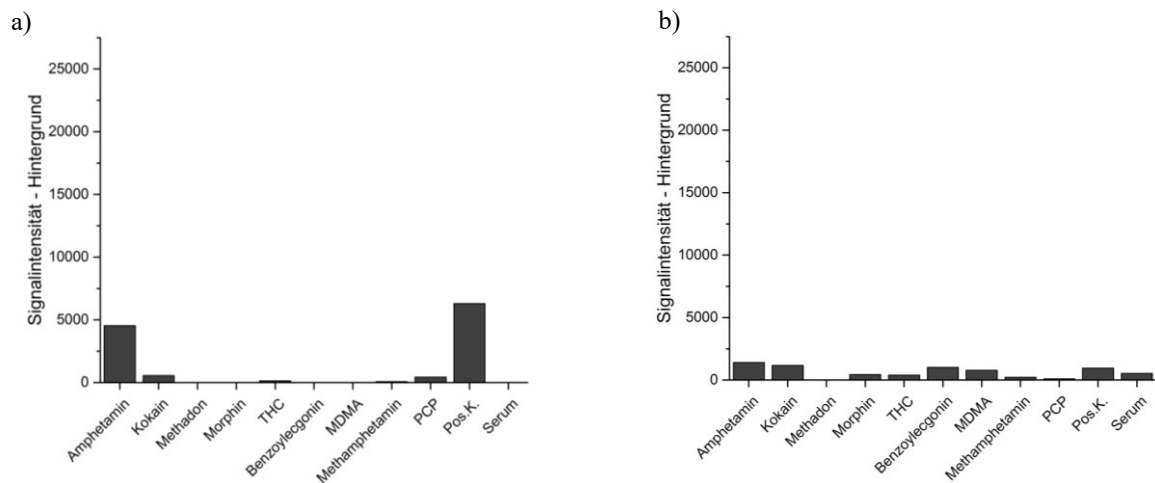 a)
Signalintensität - Hintergrund
25000
20000
15000
10000
5000
0
Amphetamin
Kokain
Methadon
Morphin
THC
Benzoylecgonin
MDMA
Methamphetamin
PCP
Pos.K.
Serum
b)
Signalintensität - Hintergrund
25000
20000
15000
10000
5000
0
Amphetamin
Kokain
Methadon
Morphin
THC
Benzoylecgonin
MDMA
Methamphetamin
PCP
Pos.K.
Serum